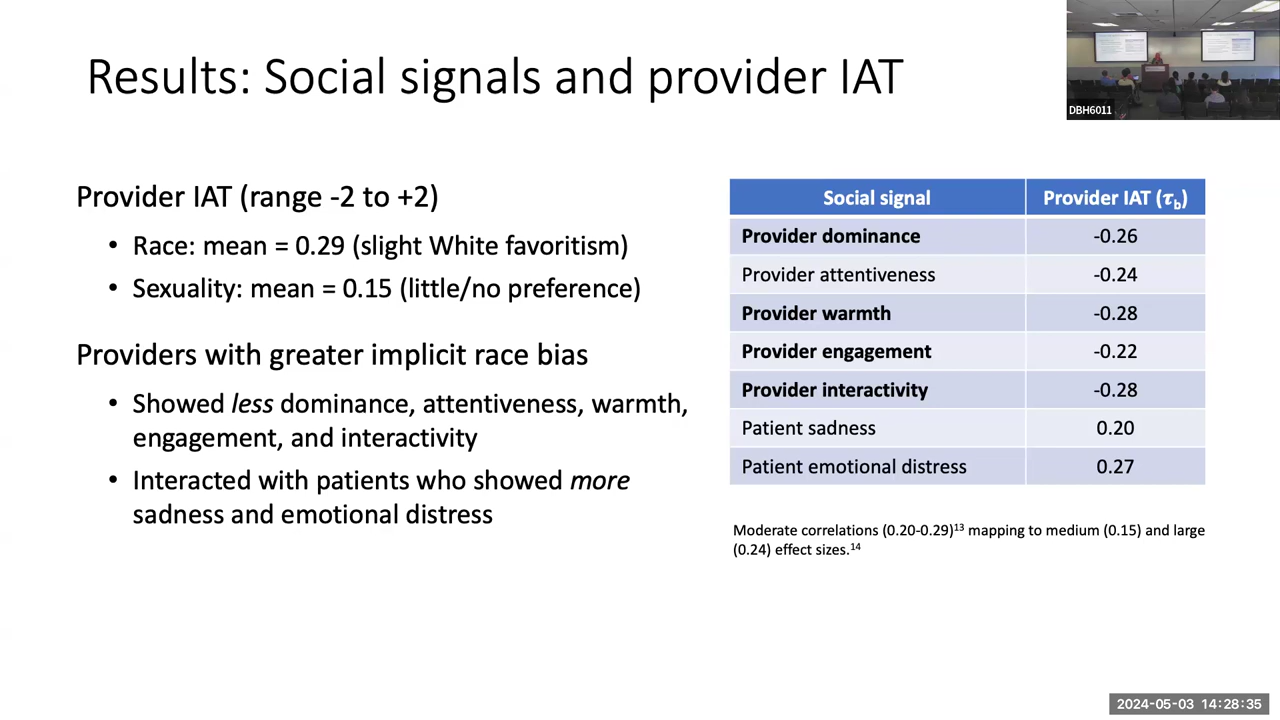 Results: Social signals and provider IAT
DBH6011
Provider IAT (range -2 to +2)
• Race: mean = 0.29 (slight White favoritism)
• Sexuality: mean = 0.15 (little/no preference)
Providers with greater implicit race bias
• Showed less dominance, attentiveness, warmth,
engagement, and interactivity
• Interacted with patients who showed more
sadness and emotional distress
Social signal Provider IAT (τb)
Provider dominance -0.26
Provider attentiveness -0.24
Provider warmth -0.28
Provider engagement -0.22
Provider interactivity -0.28
Patient sadness 0.20
Patient emotional distress 0.27
Moderate correlations (0.20-0.29)13 mapping to medium (0.15) and large
(0.24) effect sizes.14
2024-05-03 14:28:35